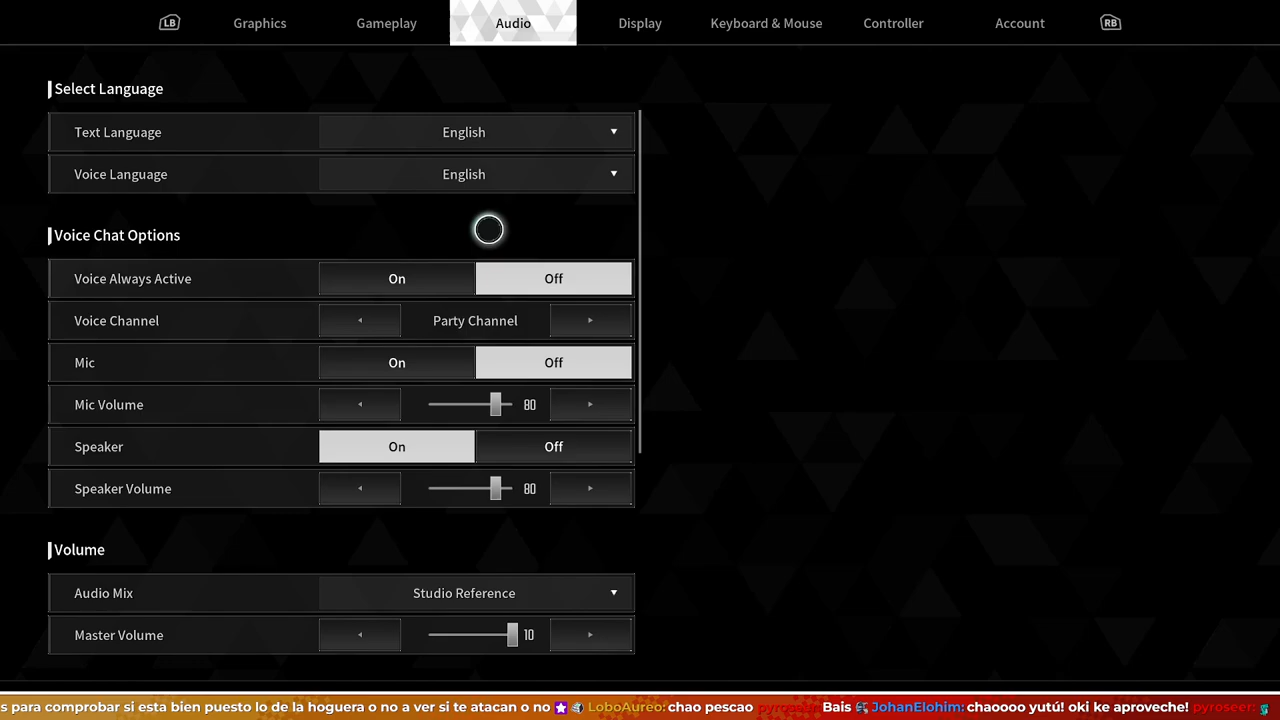 LB Graphics Gameplay Audio Display Keyboard & Mouse Controller Account RB
Select Language
Text Language English
Voice Language English
Voice Chat Options
Voice Always Active On Off
Voice Channel Party Channel
Mic On Off
Mic Volume 80
Speaker On Off
Speaker Volume 80
Volume
Audio Mix Studio Reference
Master Volume 10
s para comprobar si esta bien puesto lo de la hoguera o no a ver si te atacan o no LoboAureo: chao pescao Bais JohanElohim: chaoooo yutú! oki ke aproveche! pyroseer: